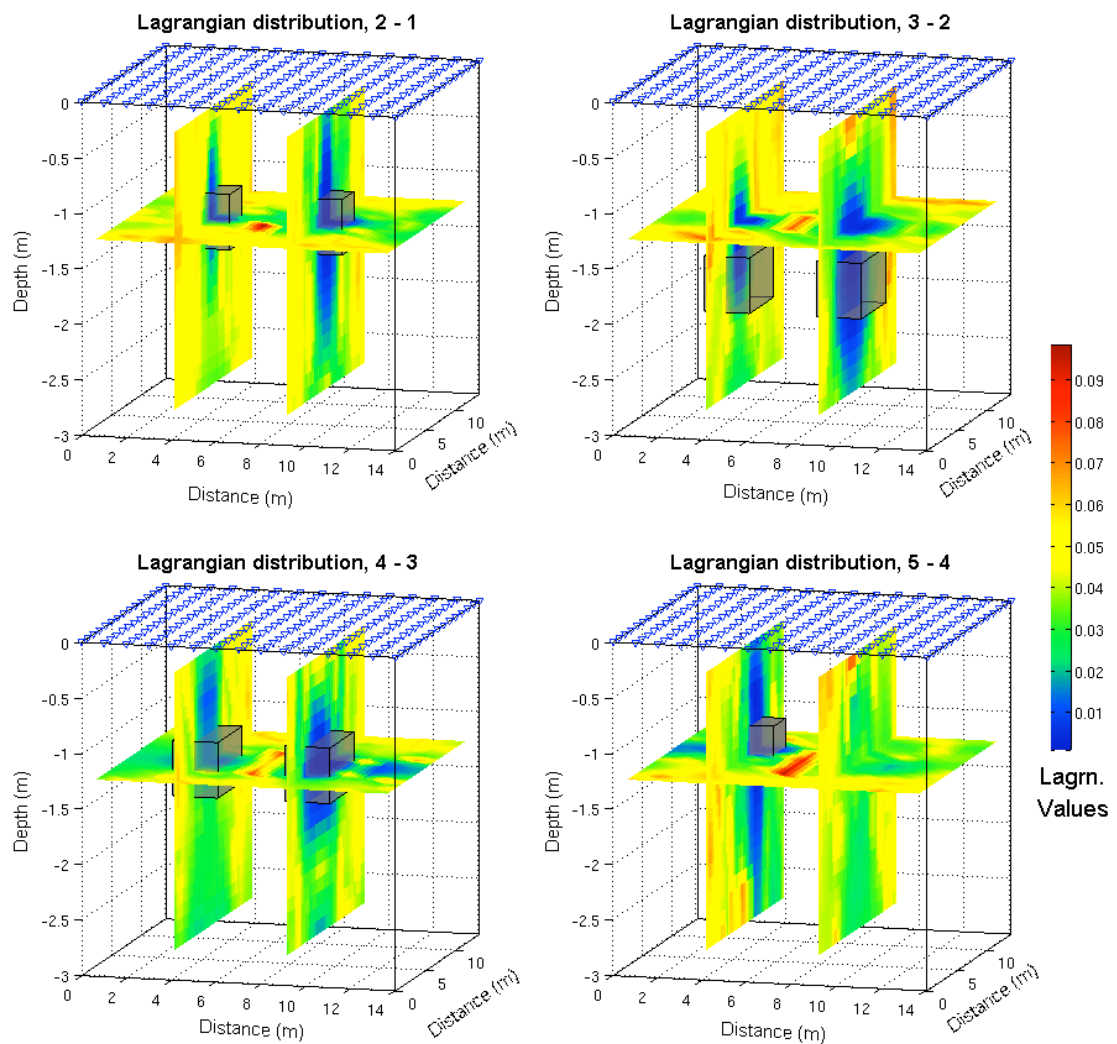 Lagrangian distribution, 2 - 1
0
-0.5
-1
-1.5
-2
-2.5
-3
Depth (m)
0 2 4 6 8 10 12 14
Distance (m)
0 5 10
Distance (m)
Lagrangian distribution, 3 - 2
0
-0.5
-1
-1.5
-2
-2.5
-3
Depth (m)
0 2 4 6 8 10 12 14
Distance (m)
0 5 10
Distance (m)
Lagrangian distribution, 4 - 3
0
-0.5
-1
-1.5
-2
-2.5
-3
Depth (m)
0 2 4 6 8 10 12 14
Distance (m)
0 5 10
Distance (m)
Lagrangian distribution, 5 - 4
0
-0.5
-1
-1.5
-2
-2.5
-3
Depth (m)
0 2 4 6 8 10 12 14
Distance (m)
0 5 10
Distance (m)
0.09
0.08
0.07
0.06
0.05
0.04
0.03
0.02
0.01
Lagrn.
Values